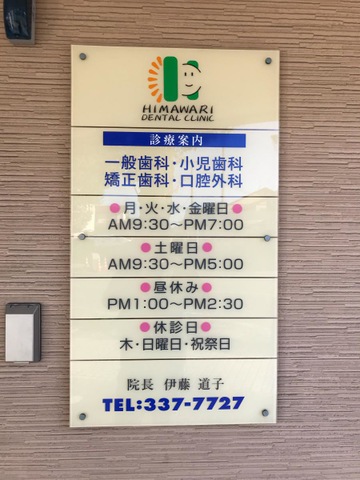 HIMAWARI
DENTAL CLINIC
診療案内
一般歯科・小児歯科
矯正歯科・口腔外科
●月・火・水・金曜日●
AM9:30～PM7:00
●土曜日●
AM9:30～PM5:00
●昼休み●
PM1:00～PM2:30
●休診日●
木・日曜日・祝祭日
院長 伊藤 道子
TEL:337-7727